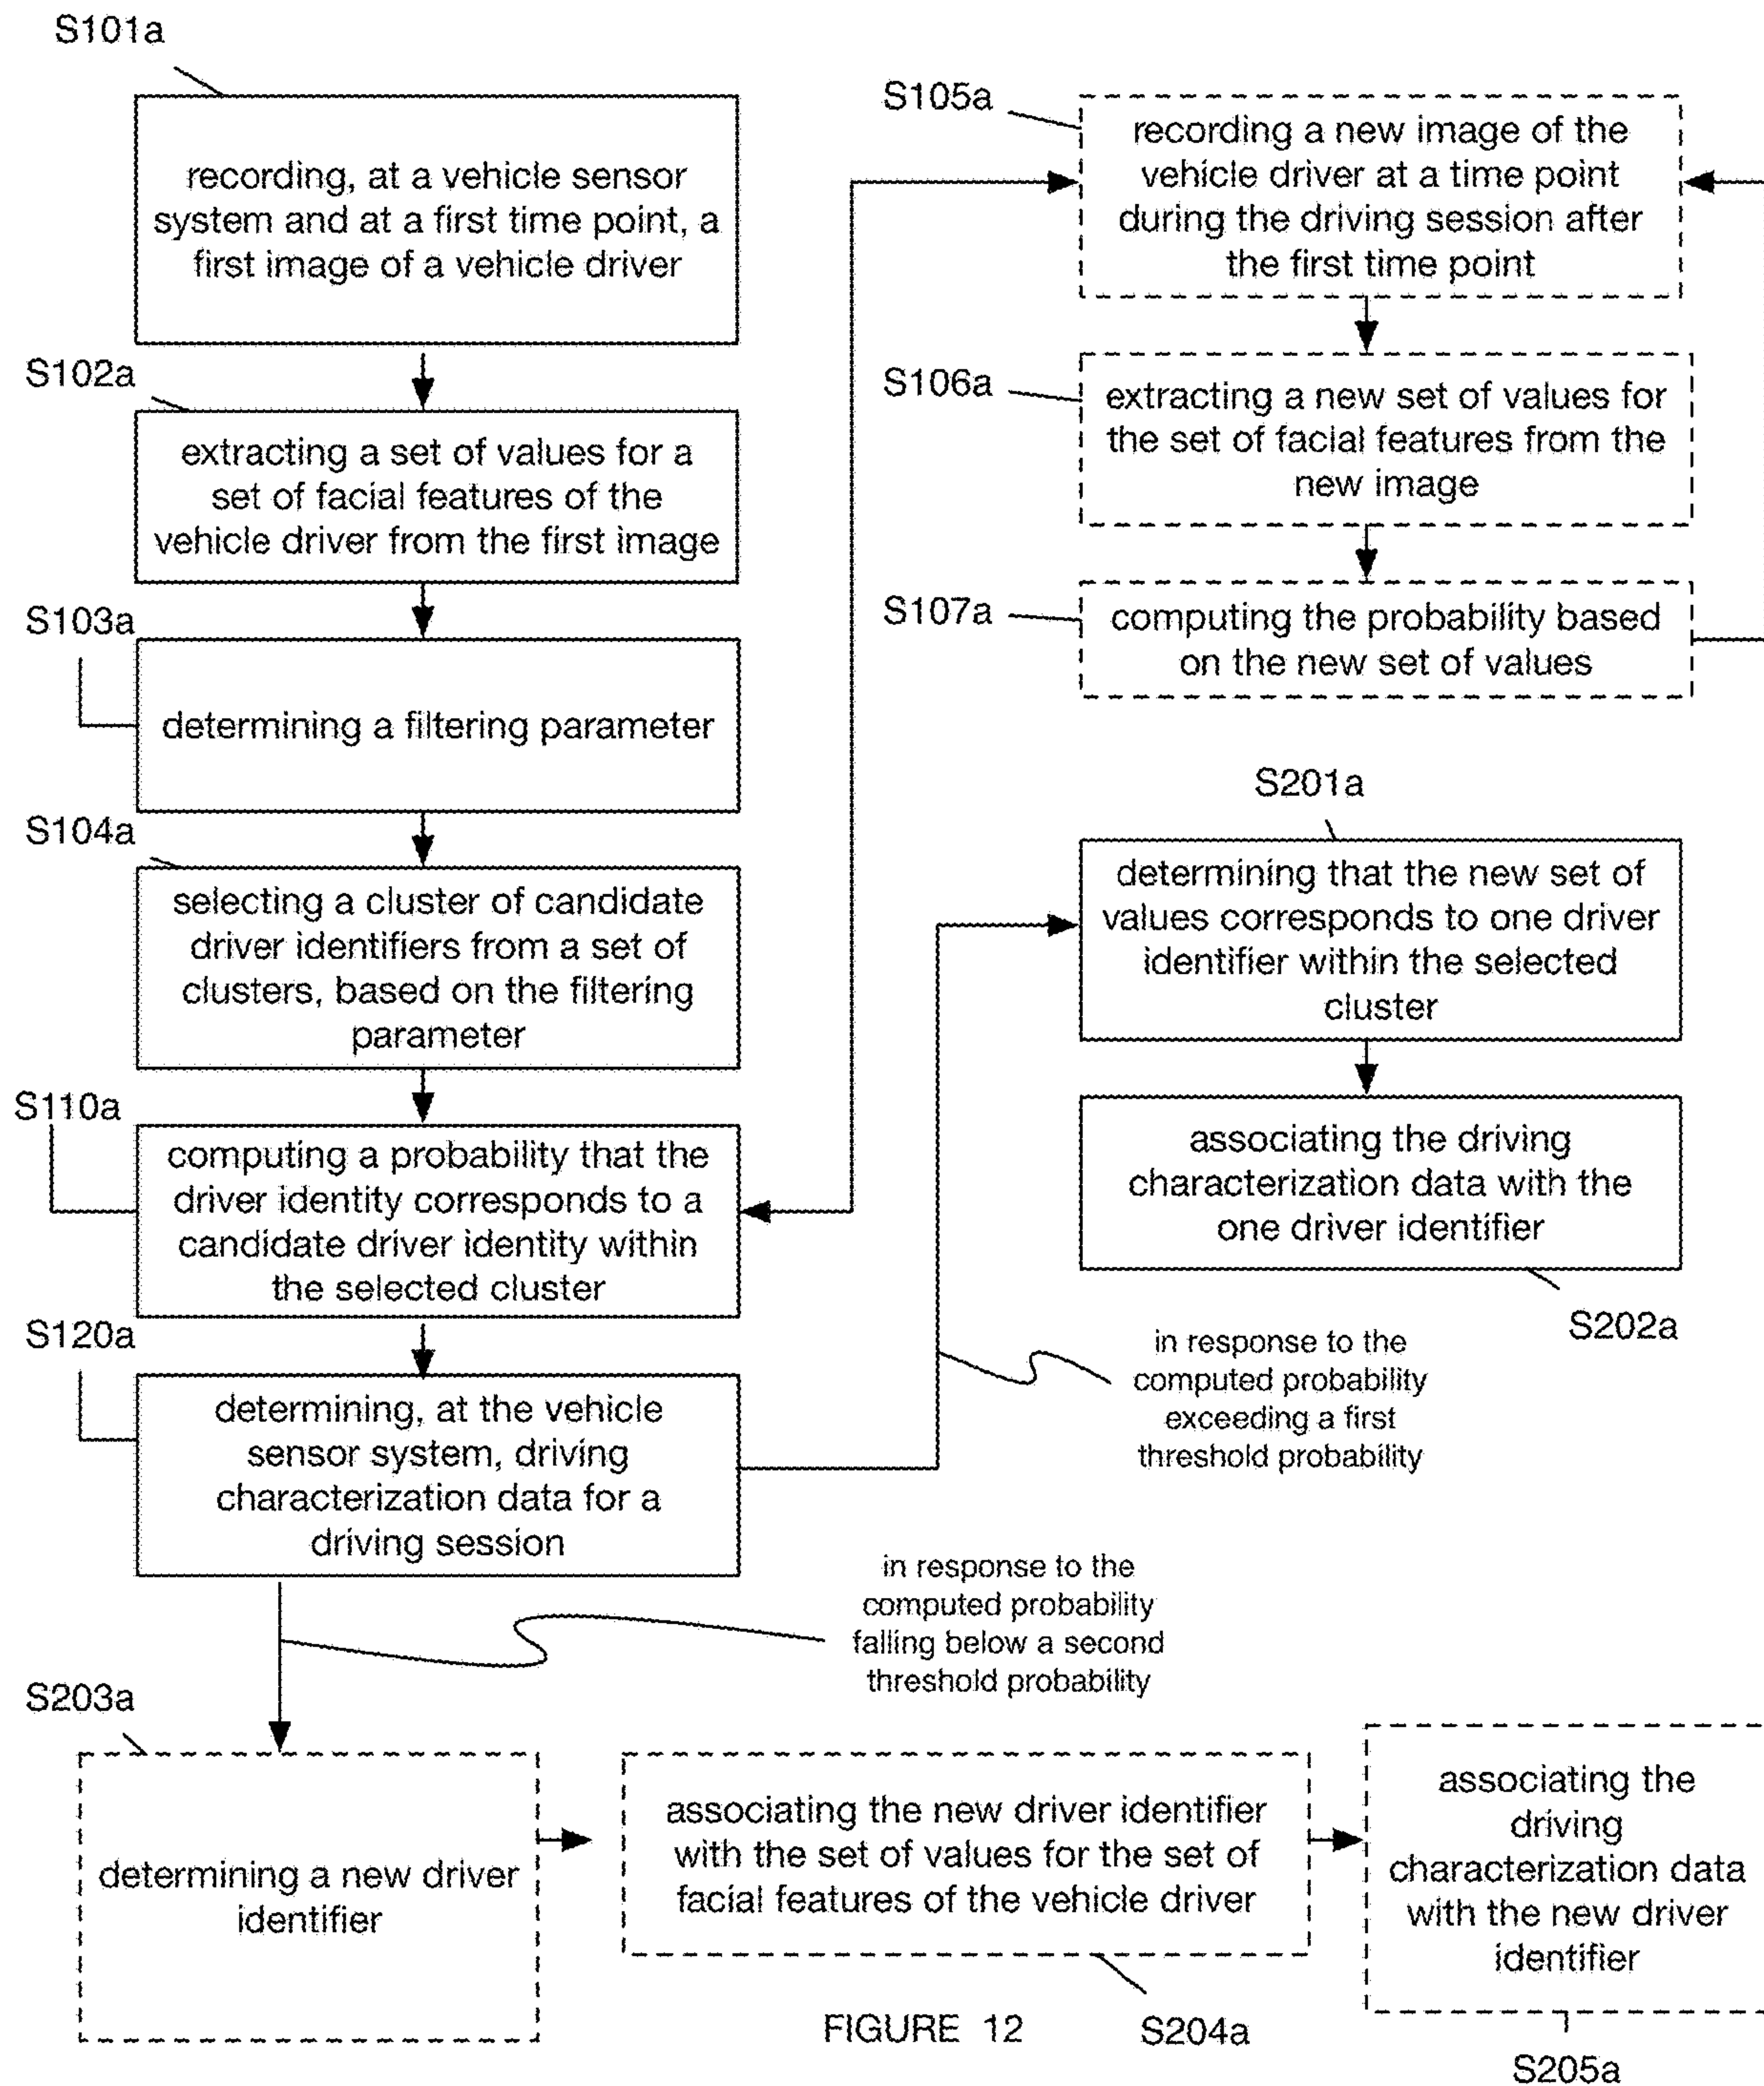 S101a
recording, at a vehicle sensor
system and at a first time point, a
first image of a vehicle driver
S102a
extracting a set of values for a
set of facial features of the
vehicle driver from the first image
S103a
determining a filtering parameter
S104a
selecting a cluster of candidate
driver identifiers from a set of
clusters, based on the filtering
parameter
S110a
computing a probability that the
driver identity corresponds to a
candidate driver identity within
the selected cluster
S120a
determining, at the vehicle
sensor system, driving
characterization data for a
driving session
S105a
recording a new image of the
vehicle driver at a time point
during the driving session after
the first time point
S106a
extracting a new set of values for
the set of facial features from the
new image
S107a
computing the probability based
on the new set of values
S201a
determining that the new set of
values corresponds to one driver
identifier within the selected
cluster
associating the driving
characterization data with the
one driver identifier
S202a
in response to the
computed probability
exceeding a first
threshold probability
in response to the
computed probability
falling below a second
threshold probability
S203a
determining a new driver
identifier
associating the new driver identifier
with the set of values for the set of
facial features of the vehicle driver
S204a
associating the
driving
characterization data
with the new driver
identifier
S205a
FIGURE 12